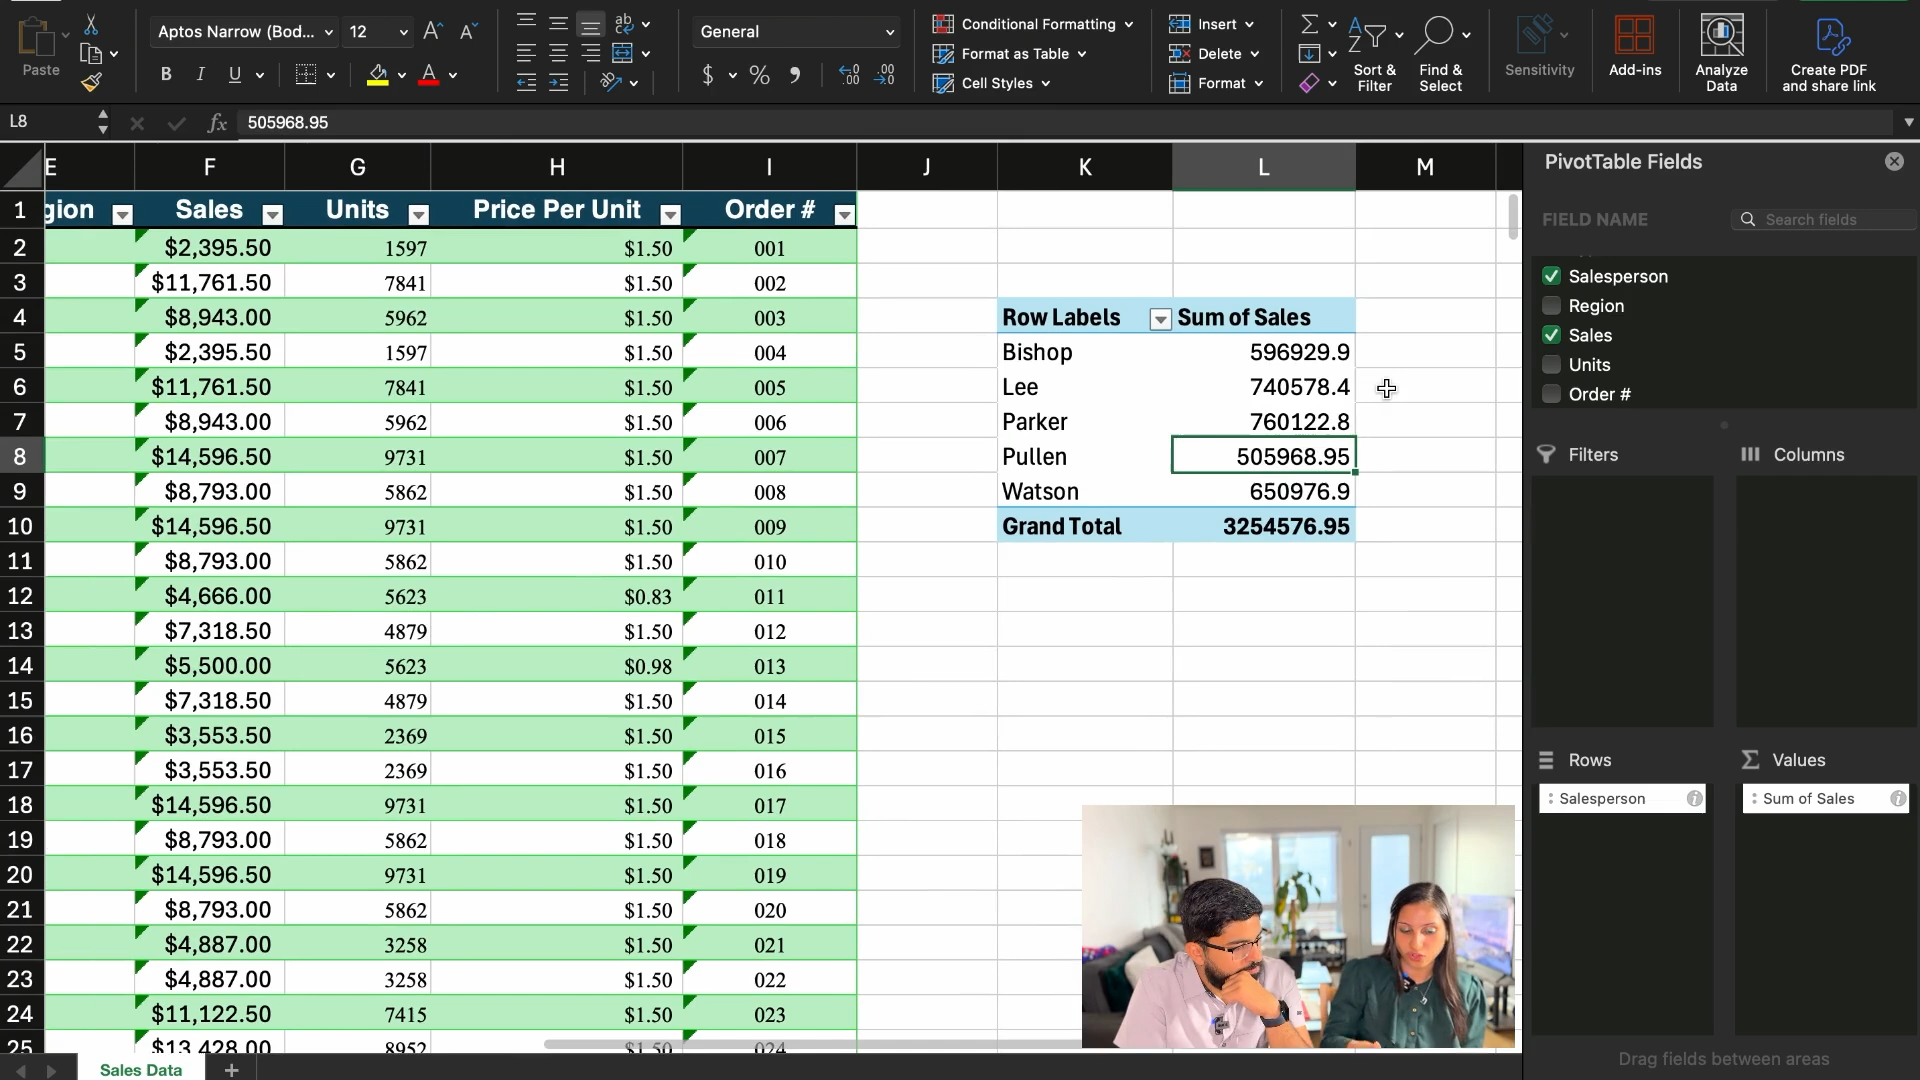 Paste
Aptos Narrow (Bod...
12
B
I
U
ab
General
$
%
Conditional Formatting
Format as Table
Cell Styles
Insert
Delete
Format
Sort &
Filter
Find &
Select
Sensitivity
Add-ins
Analyze
Data
Create PDF
and share link
L8
fx
505968.95
E F G H I J K L M
1 gion Sales Units Price Per Unit Order #
2 $2,395.50 1597 $1.50 001
3 $11,761.50 7841 $1.50 002
4 $8,943.00 5962 $1.50 003 Row Labels Sum of Sales
5 $2,395.50 1597 $1.50 004 Bishop 596929.9
6 $11,761.50 7841 $1.50 005 Lee 740578.4
7 $8,943.00 5962 $1.50 006 Parker 760122.8
8 $14,596.50 9731 $1.50 007 Pullen 505968.95
9 $8,793.00 5862 $1.50 008 Watson 650976.9
10 $14,596.50 9731 $1.50 009 Grand Total 3254576.95
11 $8,793.00 5862 $1.50 010
12 $4,666.00 5623 $0.83 011
13 $7,318.50 4879 $1.50 012
14 $5,500.00 5623 $0.98 013
15 $7,318.50 4879 $1.50 014
16 $3,553.50 2369 $1.50 015
17 $3,553.50 2369 $1.50 016
18 $14,596.50 9731 $1.50 017
19 $8,793.00 5862 $1.50 018
20 $14,596.50 9731 $1.50 019
21 $8,793.00 5862 $1.50 020
22 $4,887.00 3258 $1.50 021
23 $4,887.00 3258 $1.50 022
24 $11,122.50 7415 $1.50 023
25 $13,428.00 8952 $1.50 024
Sales Data
PivotTable Fields
FIELD NAME
Search fields
Salesperson
Region
Sales
Units
Order #
Filters
Columns
Rows
Values
Salesperson
Sum of Sales
Drag fields between areas